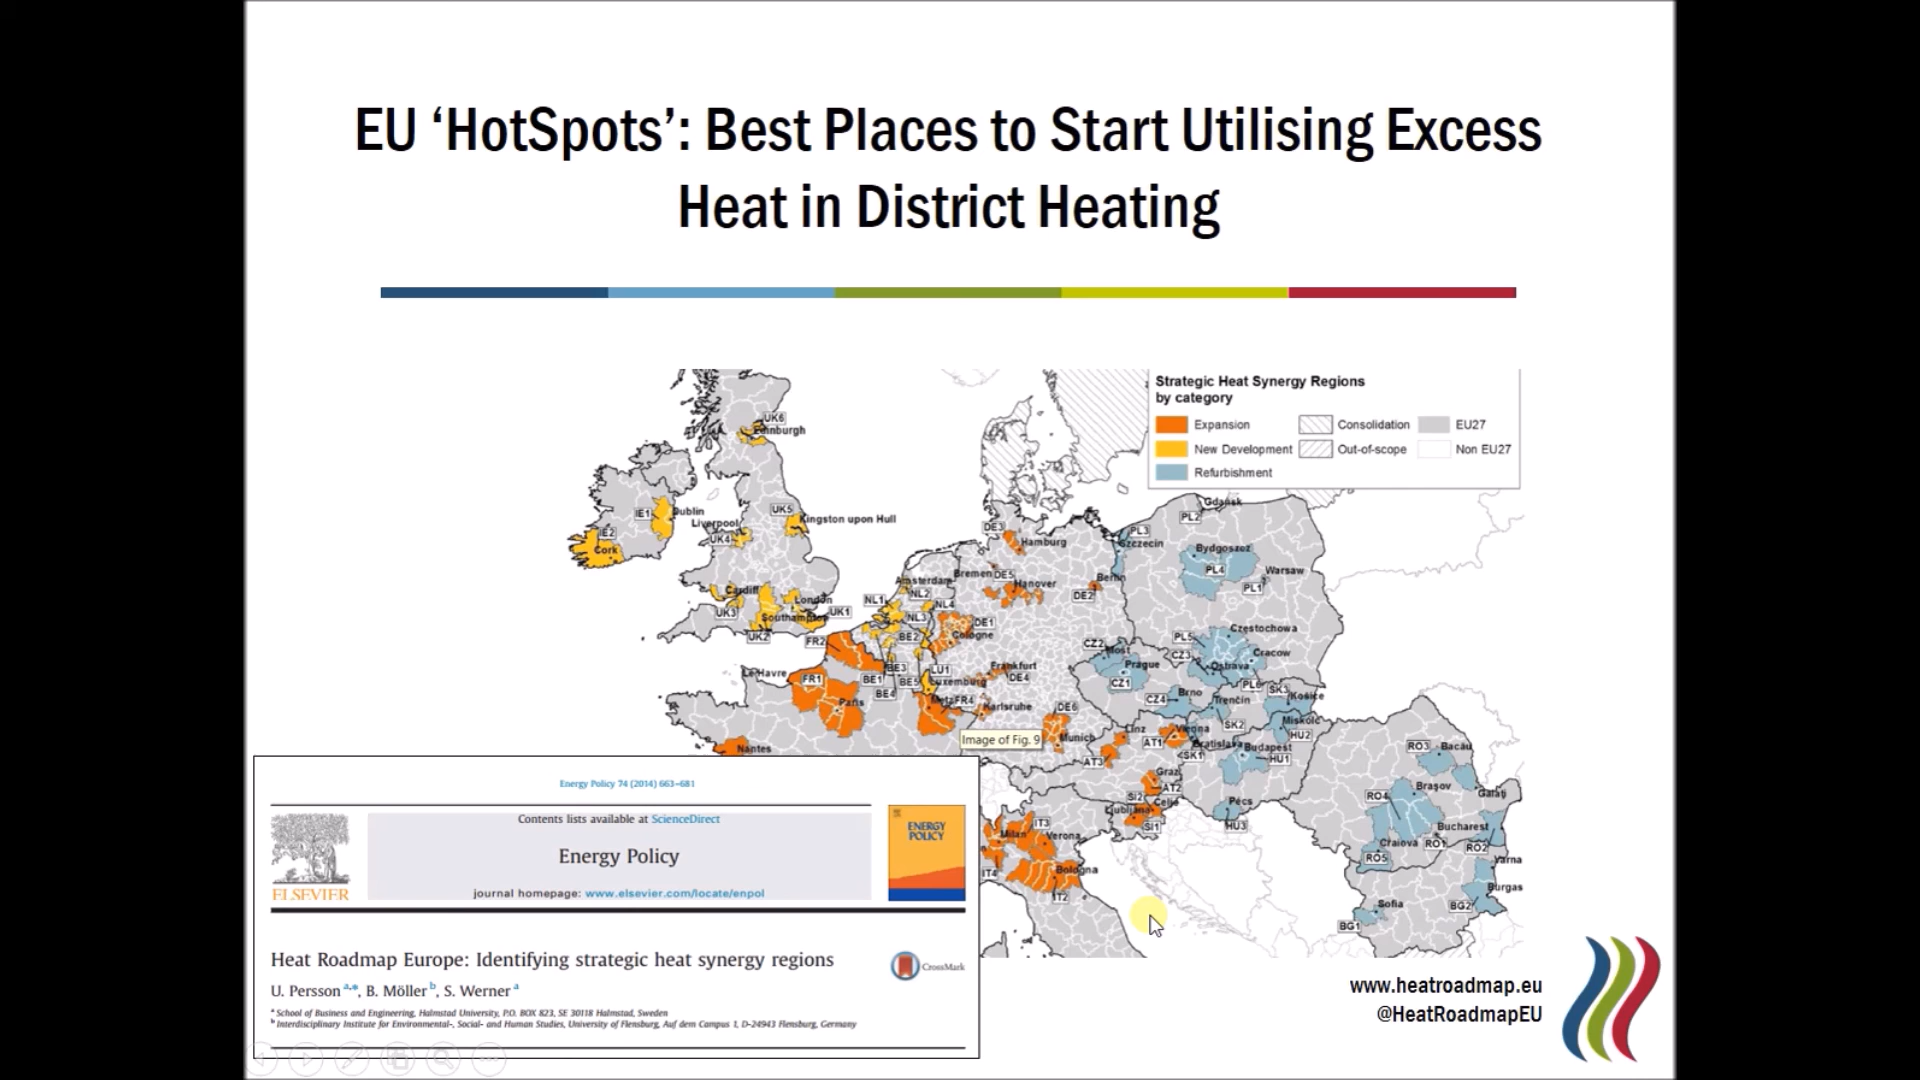 EU ‘HotSpots’: Best Places to Start Utilising Excess
Heat in District Heating
Strategic Heat Synergy Regions
by category
Expansion
Consolidation
EU27
New Development
Out-of-scope
Non EU27
Refurbishment
UK6
Edinburgh
IE1
Dublin
Liverpool
UK4
UK5
Kingston upon Hull
IE2
Cork
Cardiff
London
UK3
Southampton
UK1
UK2
DE3
Hamburg
Bremen
DE5
Hanover
Berlin
DE2
Amsterdam
NL1
NL2
NL4
NL3
DE1
Cologne
BE2
FR2
BE3
BE1
BE4
BE5
LU1
Luxemburg
Le Havre
FR1
Paris
Metz
FR4
Frankfurt
DE4
Karlsruhe
DE6
Munich
Nantes
Image of Fig. 9
Gdańsk
PL2
PL3
Szczecin
Bydgoszcz
PL4
Warsaw
PL1
Częstochowa
PL5
Cracow
CZ2
Most
CZ3
Ostrava
Prague
CZ1
PL6
SK3
Košice
CZ4
Brno
Trenčín
Miskolc
SK2
HU2
Linz
Vienna
AT1
Bratislava
SK1
Budapest
HU1
AT3
Graz
AT2
SI2
Celje
Ljubljana
SI1
Pécs
HU3
RO3
Bacău
Braşov
RO4
Galaţi
Bucharest
Craiova
RO1
RO2
RO5
Varna
Burgas
Sofia
BG2
BG1
Milan
IT3
Verona
IT4
Bologna
IT2
Energy Policy 74 (2014) 663–681
Contents lists available at ScienceDirect
Energy Policy
journal homepage: www.elsevier.com/locate/enpol
ELSEVIER
ENERGY
POLICY
Heat Roadmap Europe: Identifying strategic heat synergy regions
CrossMark
U. Persson a,*, B. Möller b, S. Werner a
a School of Business and Engineering, Halmstad University, P.O. BOX 823, SE 30118 Halmstad, Sweden
b Interdisciplinary Institute for Environmental-, Social- and Human Studies, University of Flensburg, Auf dem Campus 1, D-24943 Flensburg, Germany
www.heatroadmap.eu
@HeatRoadmapEU